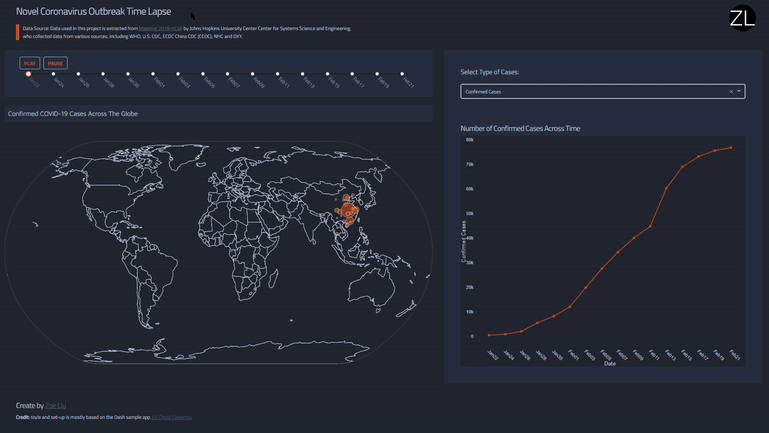 Novel Coronavirus Outbreak Time Lapse
ZL
Data Source: Data used in this project is extracted from Mapping 2019-nCoV by Johns Hopkins University Center Center for Systems Science and Engineering,
who collected data from various sources, including WHO, U.S. CDC, ECDC China CDC (CCDC), NHC and DXY.
PLAY PAUSE
Jan22 Jan24 Jan26 Jan28 Jan30 Feb01 Feb03 Feb05 Feb07 Feb09 Feb11 Feb13 Feb15 Feb17 Feb19 Feb21
Confirmed COVID-19 Cases Across The Globe
Select Type of Cases:
Confirmed Cases
Number of Confirmed Cases Across Time
80k
70k
60k
50k
40k
30k
20k
10k
0
Confirmed Cases
Jan22 Jan24 Jan26 Jan28 Jan30 Feb01 Feb03 Feb05 Feb07 Feb09 Feb11 Feb13 Feb15 Feb17 Feb19 Feb21
Date
Create by Zoe Liu
Credit: style and set-up is mostly based on the Dash sample app